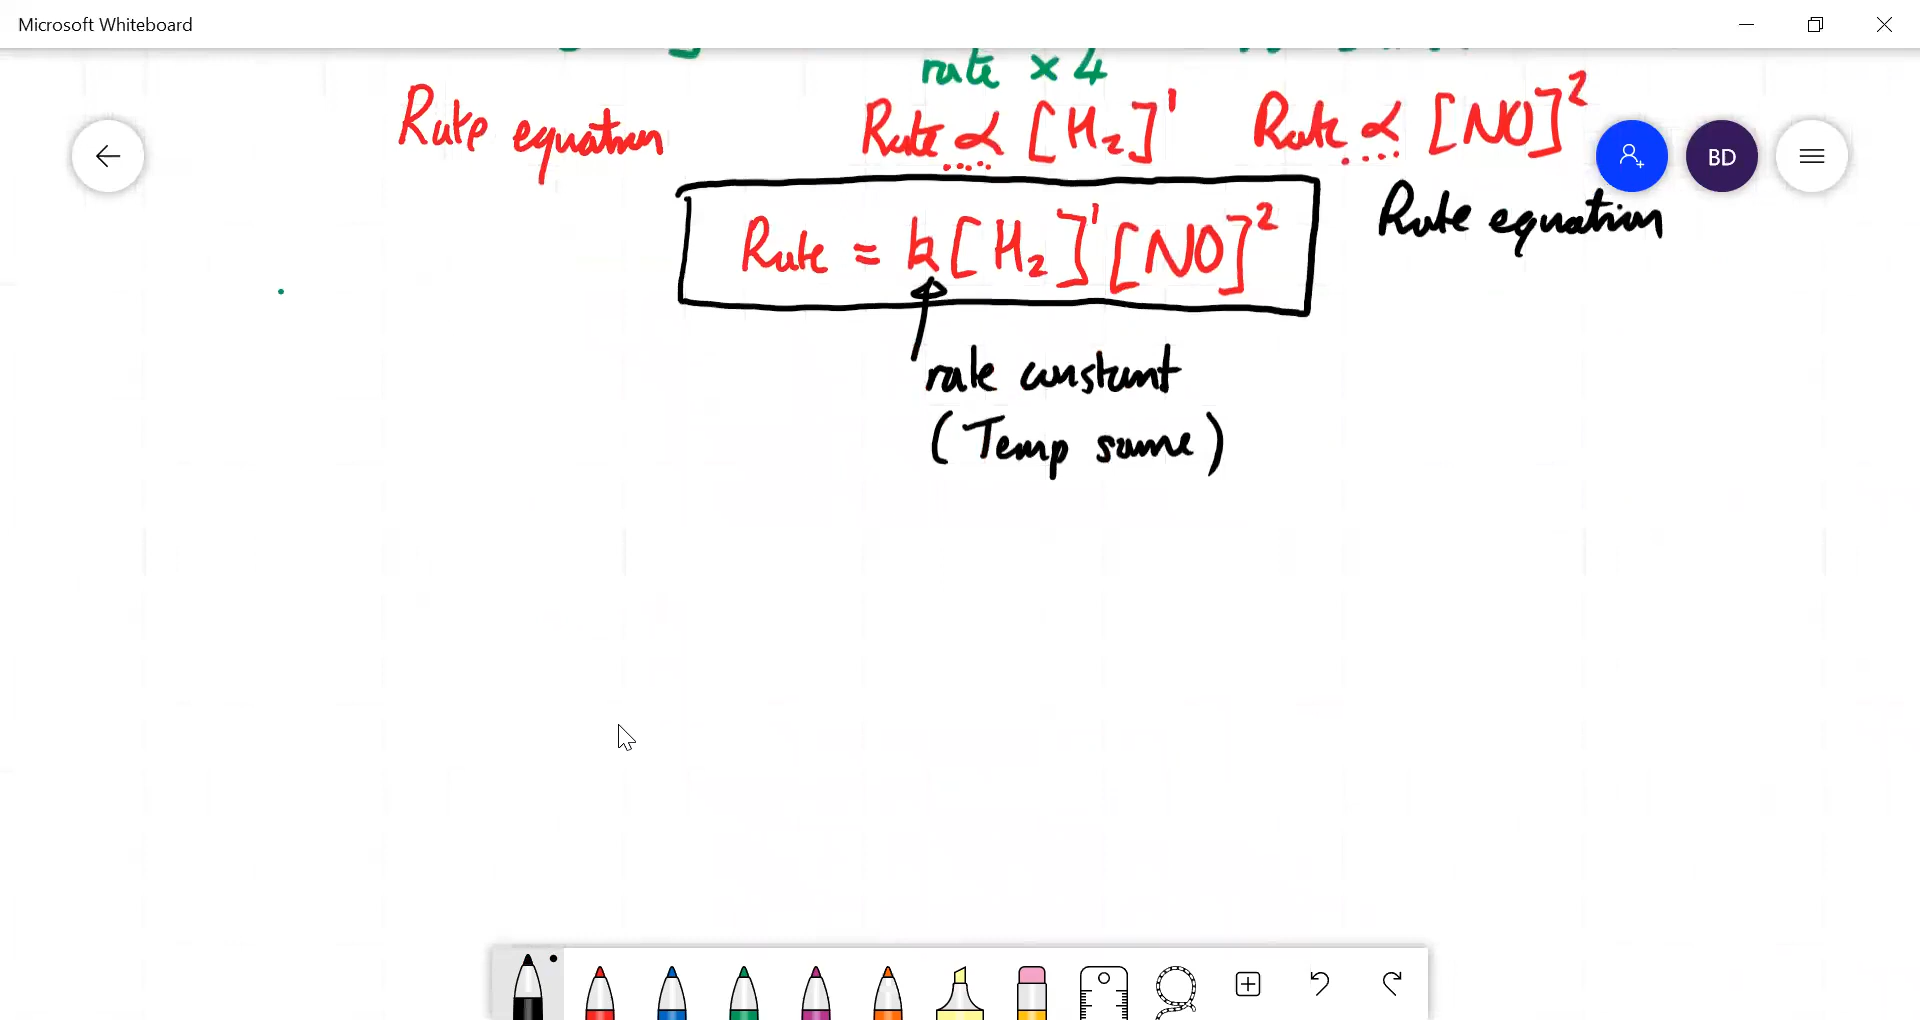 Microsoft Whiteboard
rate × 4
Rate equation Rate ∝ [H₂]¹ Rate ∝ [NO]²
BD
Rate = k[H₂]¹[NO]² Rate equation
rate constant
(Temp same)